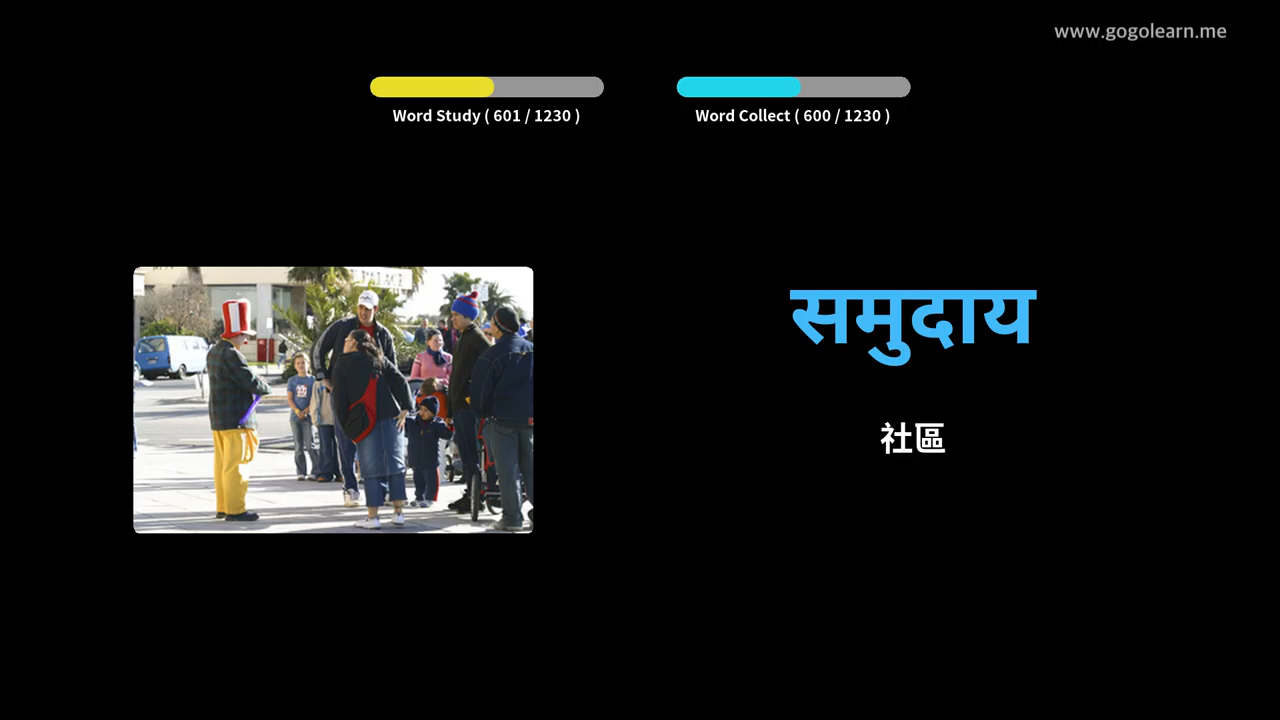 www.gogolearn.me
Word Study ( 601 / 1230 )
Word Collect ( 600 / 1230 )
समुदाय
社區